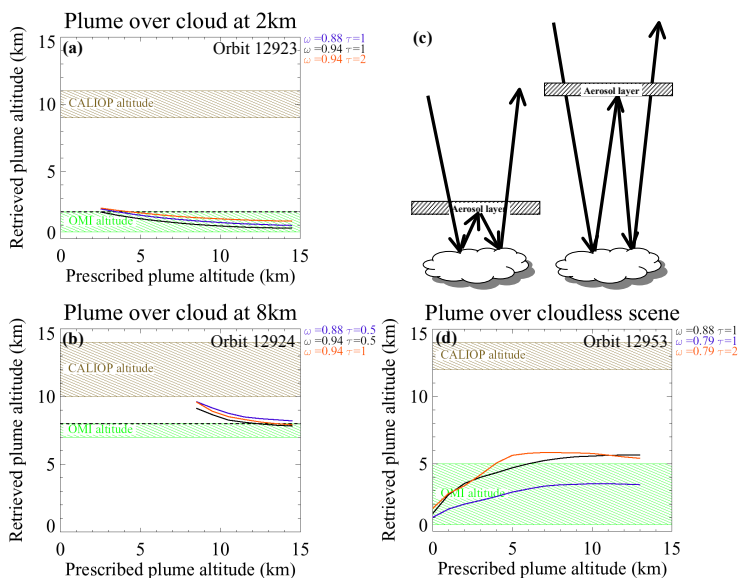 Plume over cloud at 2km
(a)
Orbit 12923
ω=0.88 τ=1
ω=0.94 τ=1
ω=0.94 τ=2
Retrieved plume altitude (km)
15
10
5
0
CALIOP altitude
OMI altitude
0 5 10 15
Prescribed plume altitude (km)
(c)
Aerosol layer
Aerosol layer
Plume over cloud at 8km
(b)
Orbit 12924
ω=0.88 τ=0.5
ω=0.94 τ=0.5
ω=0.94 τ=1
Retrieved plume altitude (km)
15
10
5
0
CALIOP altitude
OMI altitude
0 5 10 15
Prescribed plume altitude (km)
Plume over cloudless scene
(d)
Orbit 12953
ω=0.88 τ=1
ω=0.79 τ=1
ω=0.79 τ=2
Retrieved plume altitude (km)
15
10
5
0
CALIOP altitude
OMI altitude
0 5 10 15
Prescribed plume altitude (km)